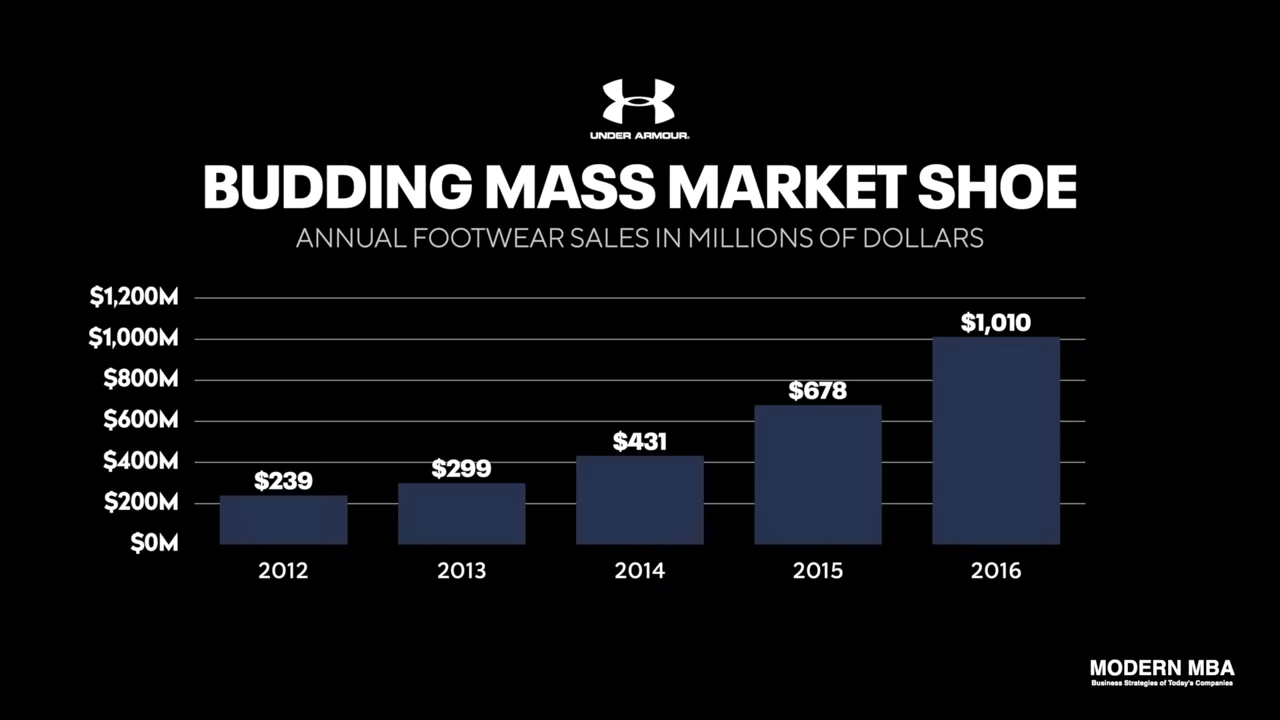 UNDER ARMOUR.
BUDDING MASS MARKET SHOE
ANNUAL FOOTWEAR SALES IN MILLIONS OF DOLLARS
$1,200M
$1,000M
$800M
$600M
$400M
$200M
$0M
$239
$299
$431
$678
$1,010
2012
2013
2014
2015
2016
MODERN MBA
Business Strategies of Today's Companies